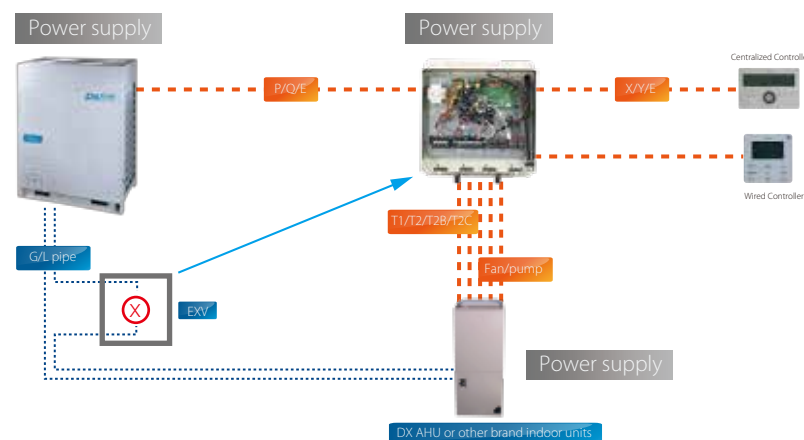 Power supply
Power supply
Centralized Controlle
P/Q/E
X/Y/E
Wired Controller
T1/T2/T2B/T2C
G/L pipe
Fan/pump
X
EXV
Power supply
DX AHU or other brand indoor units